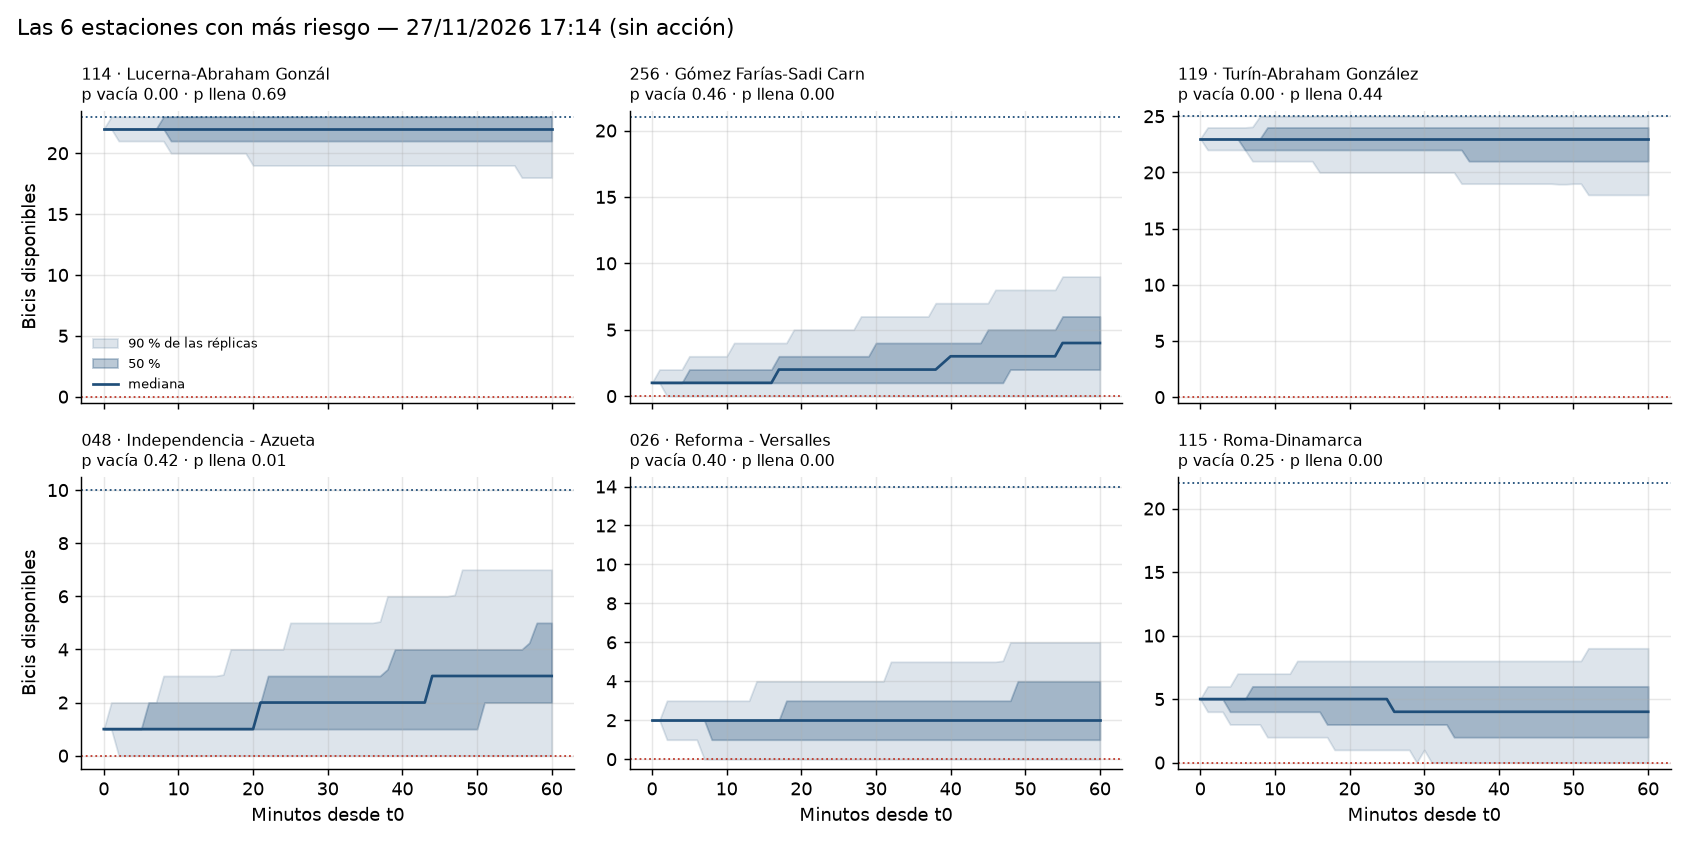 Las 6 estaciones con más riesgo — 27/11/2026 17:14 (sin acción)
114 · Lucerna-Abraham Gonzál
p vacía 0.00 · p llena 0.69
Bicis disponibles
20
15
10
5
0
90 % de las réplicas
50 %
mediana
256 · Gómez Farías-Sadi Carn
p vacía 0.46 · p llena 0.00
20
15
10
5
0
119 · Turín-Abraham González
p vacía 0.00 · p llena 0.44
25
20
15
10
5
0
048 · Independencia - Azueta
p vacía 0.42 · p llena 0.01
Bicis disponibles
10
8
6
4
2
0
0 10 20 30 40 50 60
Minutos desde t0
026 · Reforma - Versalles
p vacía 0.40 · p llena 0.00
14
12
10
8
6
4
2
0
0 10 20 30 40 50 60
Minutos desde t0
115 · Roma-Dinamarca
p vacía 0.25 · p llena 0.00
20
15
10
5
0
0 10 20 30 40 50 60
Minutos desde t0